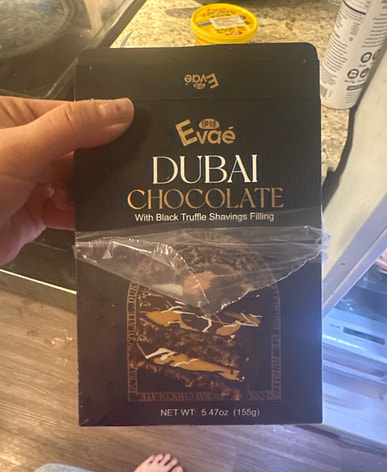 Evaé
Evaé
DUBAI
CHOCOLATE
With Black Truffle Shavings Filling
NET WT: 5.47oz (155g)